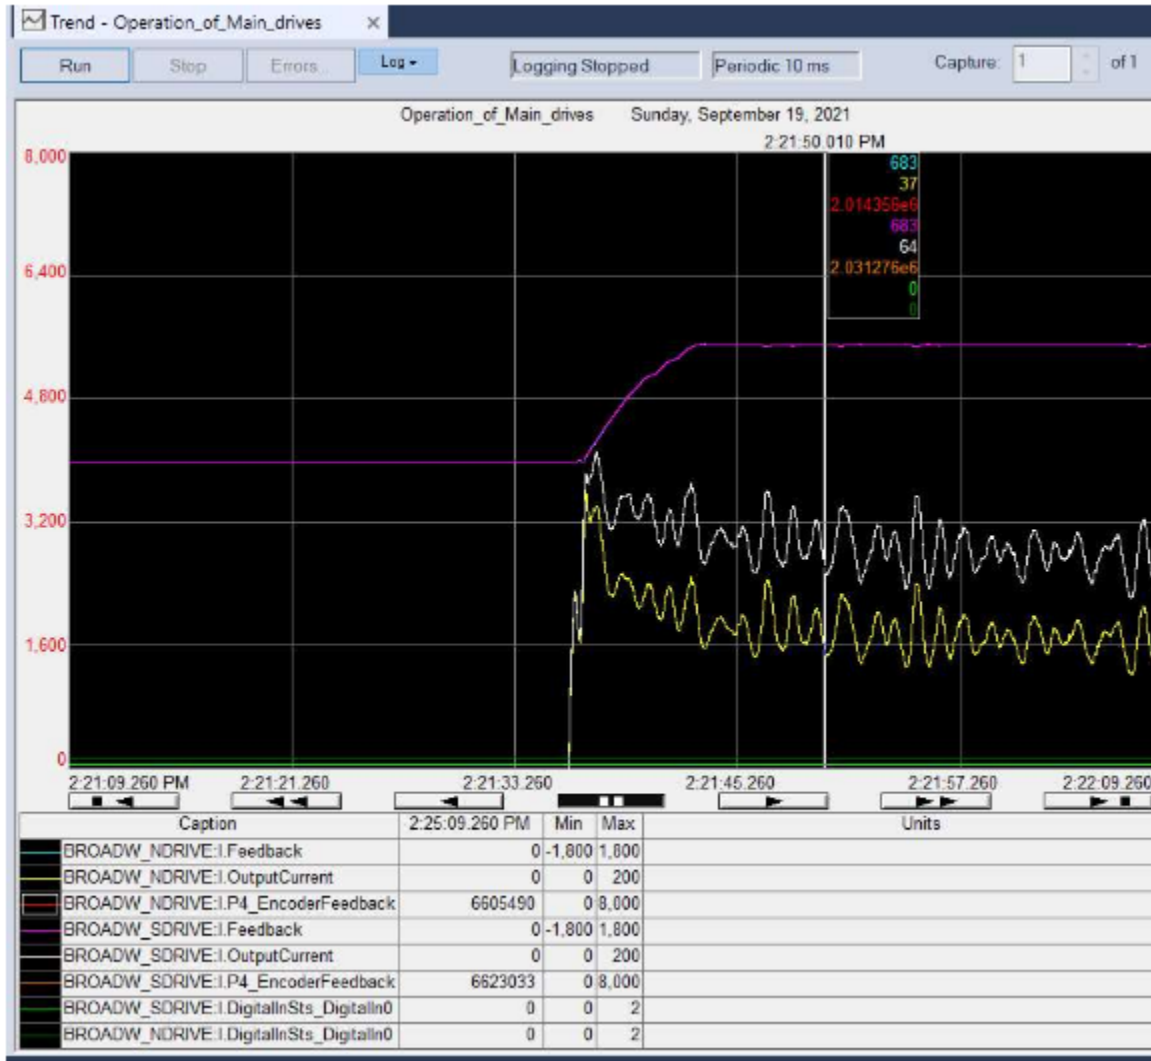 Trend - Operation_of_Main_drives ×
Run Stop Errors... Log Logging Stopped Periodic 10 ms Capture: 1 of 1
Operation_of_Main_drives Sunday, September 19, 2021
2:21:50.010 PM
8,000
683
37
2.014356e6
683
64
2.031276e6
0
0
6,400
4,800
3,200
1,600
0
2:21:09.260 PM 2:21:21.260 2:21:33.260 2:21:45.260 2:21:57.260 2:22:09.260
Caption 2:25:09.260 PM Min Max Units
BROADW_NDRIVE:I.Feedback 0 -1,800 1,800
BROADW_NDRIVE:I.OutputCurrent 0 0 200
BROADW_NDRIVE:I.P4_EncoderFeedback 6605490 0 8,000
BROADW_SDRIVE:I.Feedback 0 -1,800 1,800
BROADW_SDRIVE:I.OutputCurrent 0 0 200
BROADW_SDRIVE:I.P4_EncoderFeedback 6623033 0 8,000
BROADW_SDRIVE:I.DigitalInSts_DigitalIn0 0 0 2
BROADW_NDRIVE:I.DigitalInSts_DigitalIn0 0 0 2